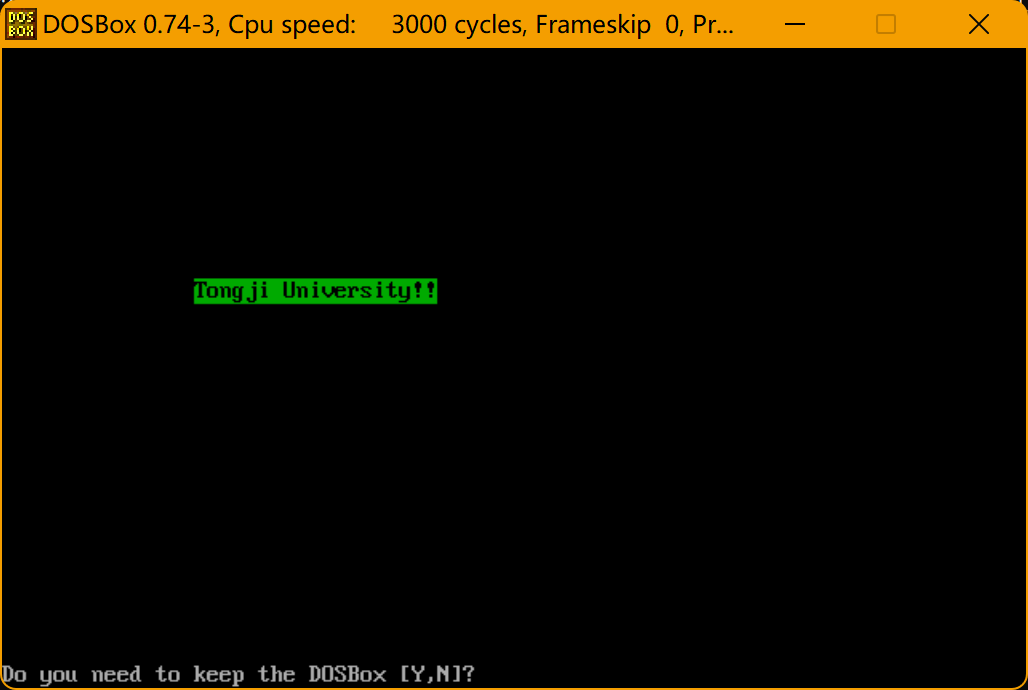 DOS
BOX
DOSBox 0.74-3, Cpu speed: 3000 cycles, Frameskip 0, Pr...
Tongji University!!
Do you need to keep the DOSBox [Y,N]?